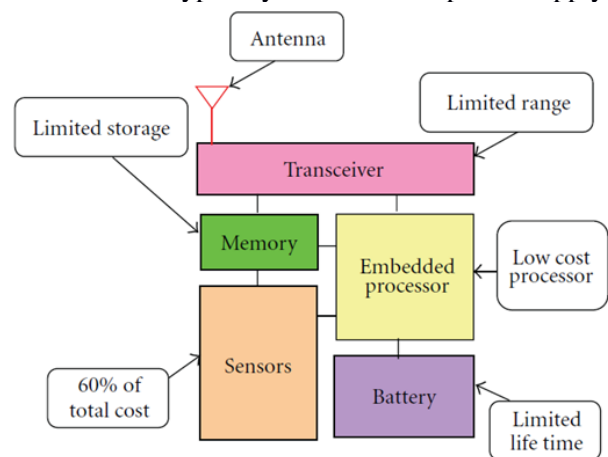 Antenna
Limited storage
Limited range
Transceiver
Memory
Embedded
processor
Low cost
processor
Sensors
60% of
total cost
Battery
Limited
life time